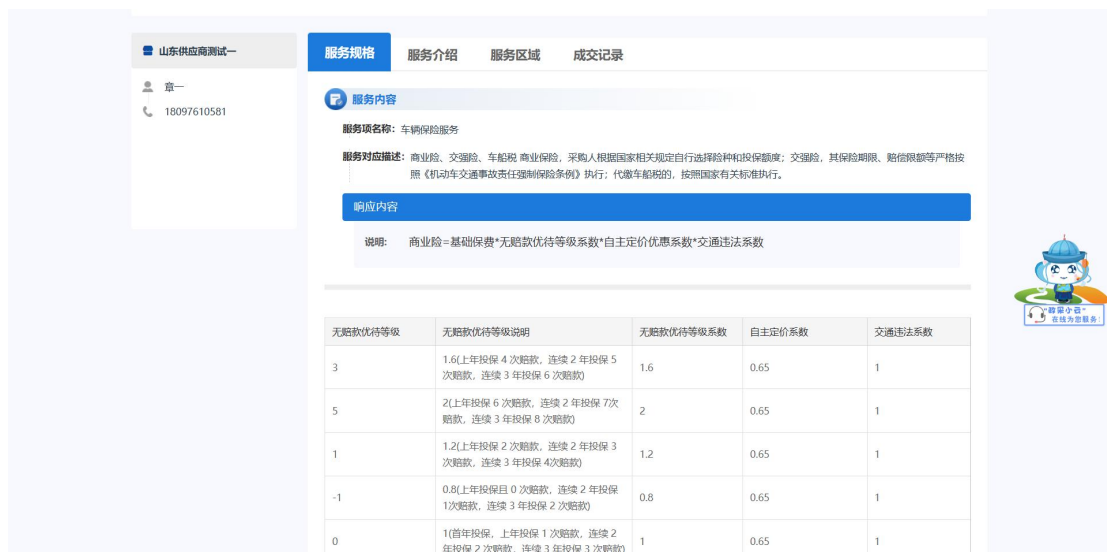 山东供应商测试一
章一
18097610581
服务规格
服务介绍
服务区域
成交记录
服务内容
服务项名称：车辆保险服务
服务对应描述：商业险、交强险、车船税 商业保险，采购人根据国家相关规定自行选择险种和投保额度；交强险，其保险期限、赔偿限额等严格按
照《机动车交通事故责任强制保险条例》执行；代缴车船税的，按照国家有关标准执行。
响应内容
说明: 商业险=基础保费*无赔款优待等级系数*自主定价优惠系数*交通违法系数
无赔款优待等级 无赔款优待等级说明 无赔款优待等级系数 自主定价系数 交通违法系数
3 1.6(上年投保 4 次赔款，连续 2 年投保 5
次赔款，连续 3 年投保 6 次赔款) 1.6 0.65 1
5 2(上年投保 6 次赔款，连续 2 年投保 7次
赔款，连续 3 年投保 8 次赔款) 2 0.65 1
1 1.2(上年投保 2 次赔款，连续 2 年投保 3
次赔款，连续 3 年投保 4次赔款) 1.2 0.65 1
-1 0.8(上年投保且 0 次赔款，连续 2 年投保
1次赔款，连续 3 年投保 2 次赔款) 0.8 0.65 1
0 1(首年投保，上年投保 1 次赔款，连续 2
年投保 2 次赔款，连续 3 年投保 3 次赔款) 1 0.65 1
在线为您服务!